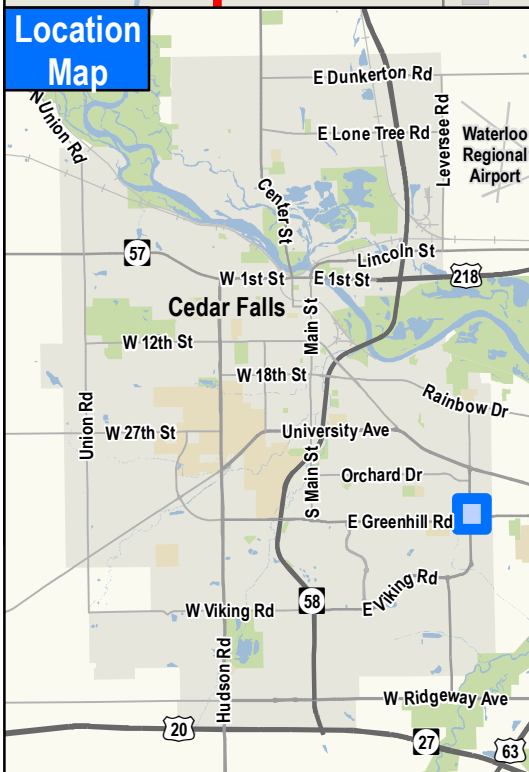 Location
Map
E Dunkerton Rd
N Union Rd
E Lone Tree Rd
Leversee Rd
Waterloo
Regional
Airport
Center St
57
Lincoln St
W 1st St
E 1st St
218
Cedar Falls
Main St
W 12th St
W 18th St
Rainbow Dr
Union Rd
W 27th St
University Ave
S Main St
Orchard Dr
E Greenhill Rd
E Viking Rd
W Viking Rd
58
Hudson Rd
W Ridgeway Ave
20
27
63